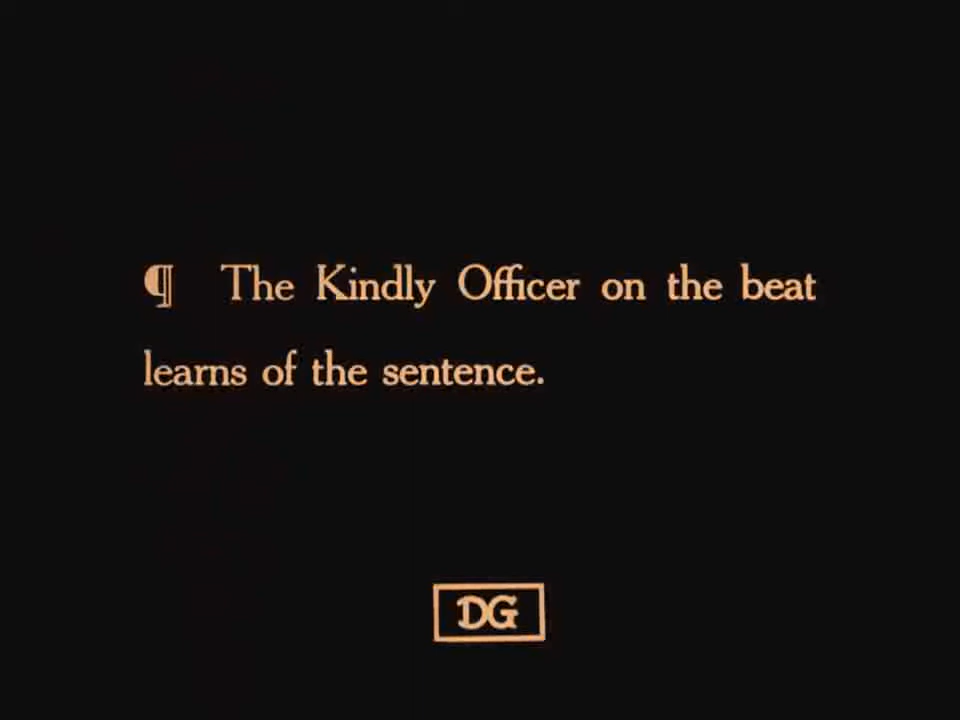 ¶ The Kindly Officer on the beat
learns of the sentence.
DG